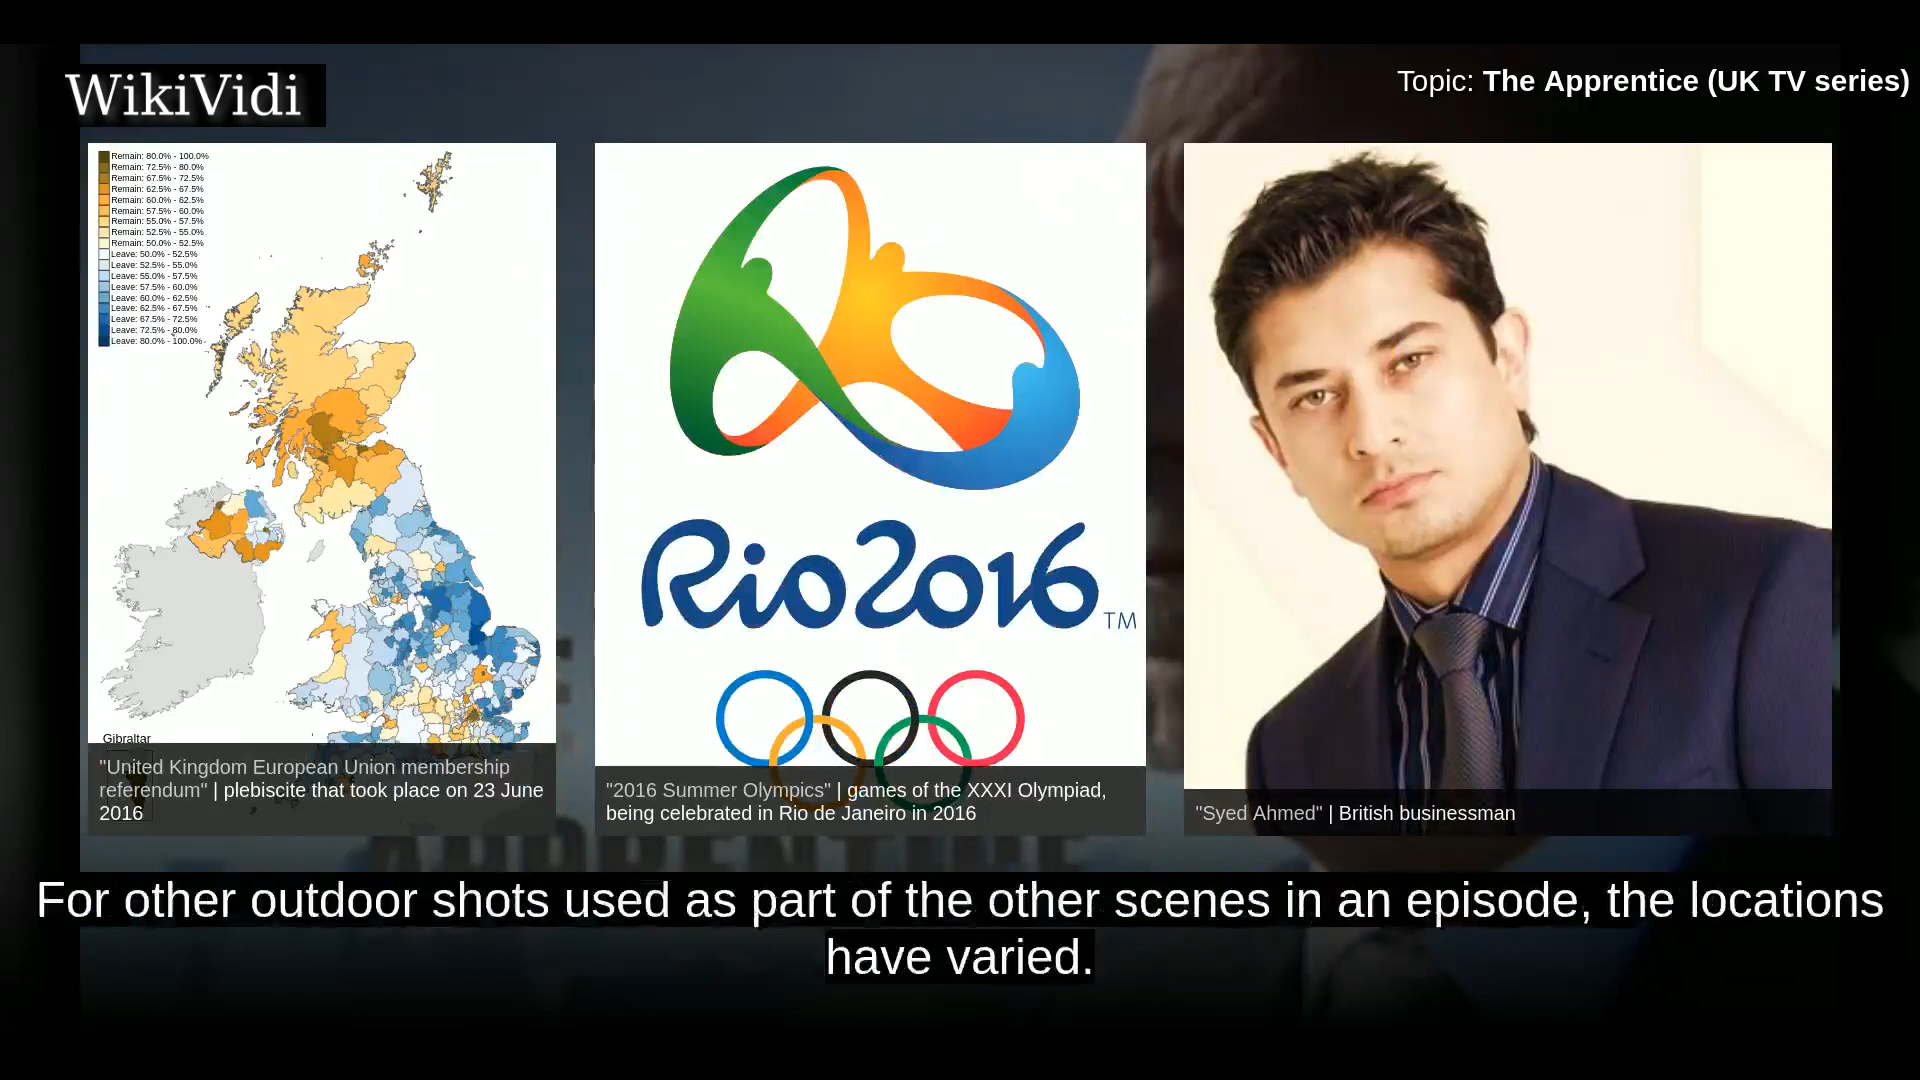 WikiVidi
Topic: The Apprentice (UK TV series)
Remain: 80.0% - 100.0%
Remain: 72.5% - 80.0%
Remain: 67.5% - 72.5%
Remain: 62.5% - 67.5%
Remain: 60.0% - 62.5%
Remain: 57.5% - 60.0%
Remain: 55.0% - 57.5%
Remain: 52.5% - 55.0%
Remain: 50.0% - 52.5%
Leave: 50.0% - 52.5%
Leave: 52.5% - 55.0%
Leave: 55.0% - 57.5%
Leave: 57.5% - 60.0%
Leave: 60.0% - 62.5%
Leave: 62.5% - 67.5%
Leave: 67.5% - 72.5%
Leave: 72.5% - 80.0%
Leave: 80.0% - 100.0%
Gibraltar
"United Kingdom European Union membership
referendum" | plebiscite that took place on 23 June
2016
Rio2016 TM
"2016 Summer Olympics" | games of the XXXI Olympiad,
being celebrated in Rio de Janeiro in 2016
"Syed Ahmed" | British businessman
APPRENTICE
For other outdoor shots used as part of the other scenes in an episode, the locations
have varied.